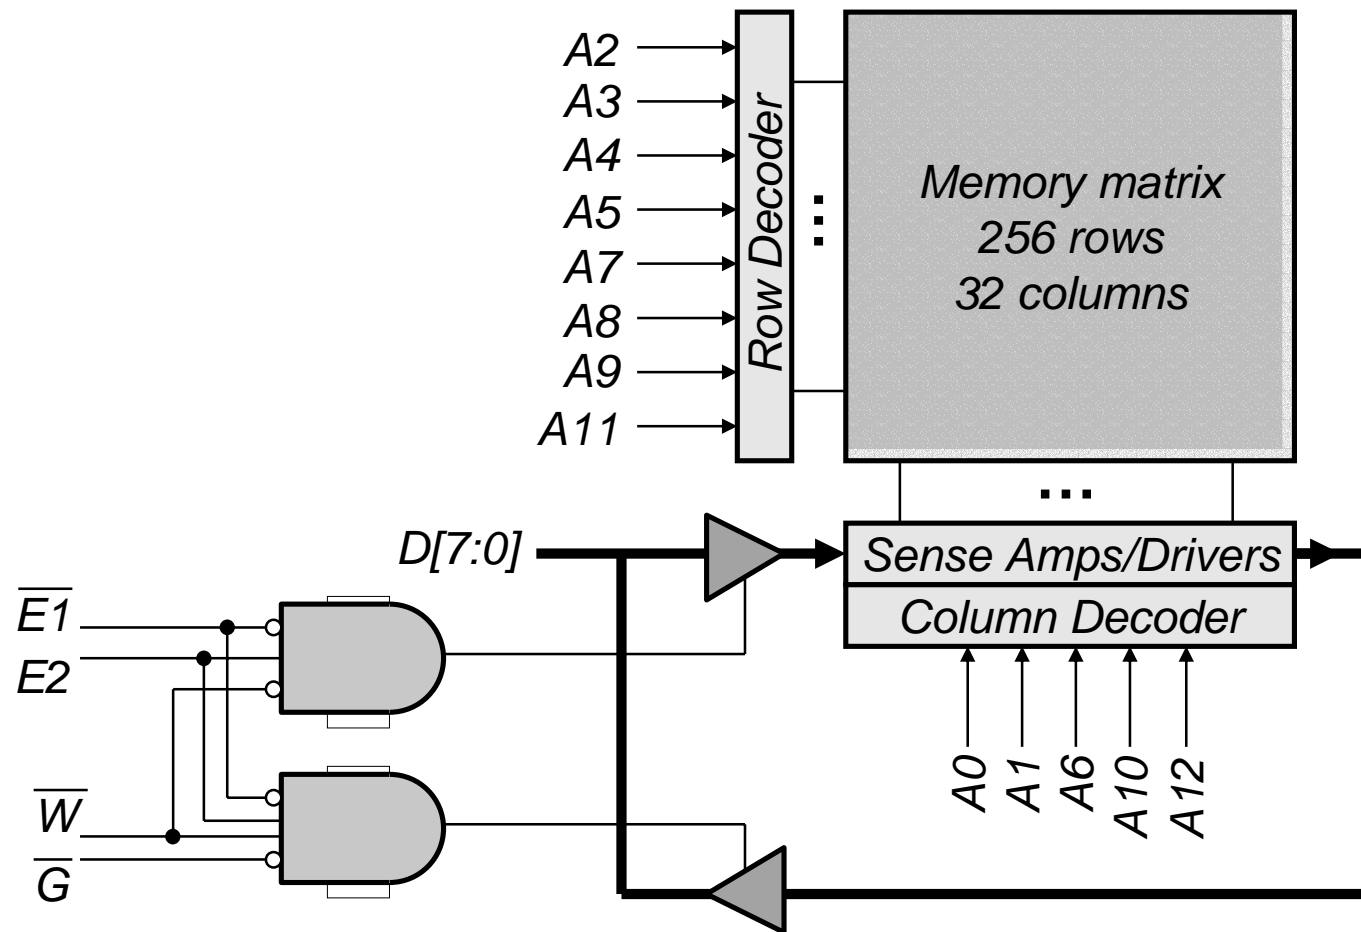 A2
A3
A4
A5
A7
A8
A9
A11
Row Decoder
Memory matrix
256 rows
32 columns
...
...
D[7:0]
Sense Amps/Drivers
Column Decoder
E1
E2
W
G
A0
A1
A6
A10
A12